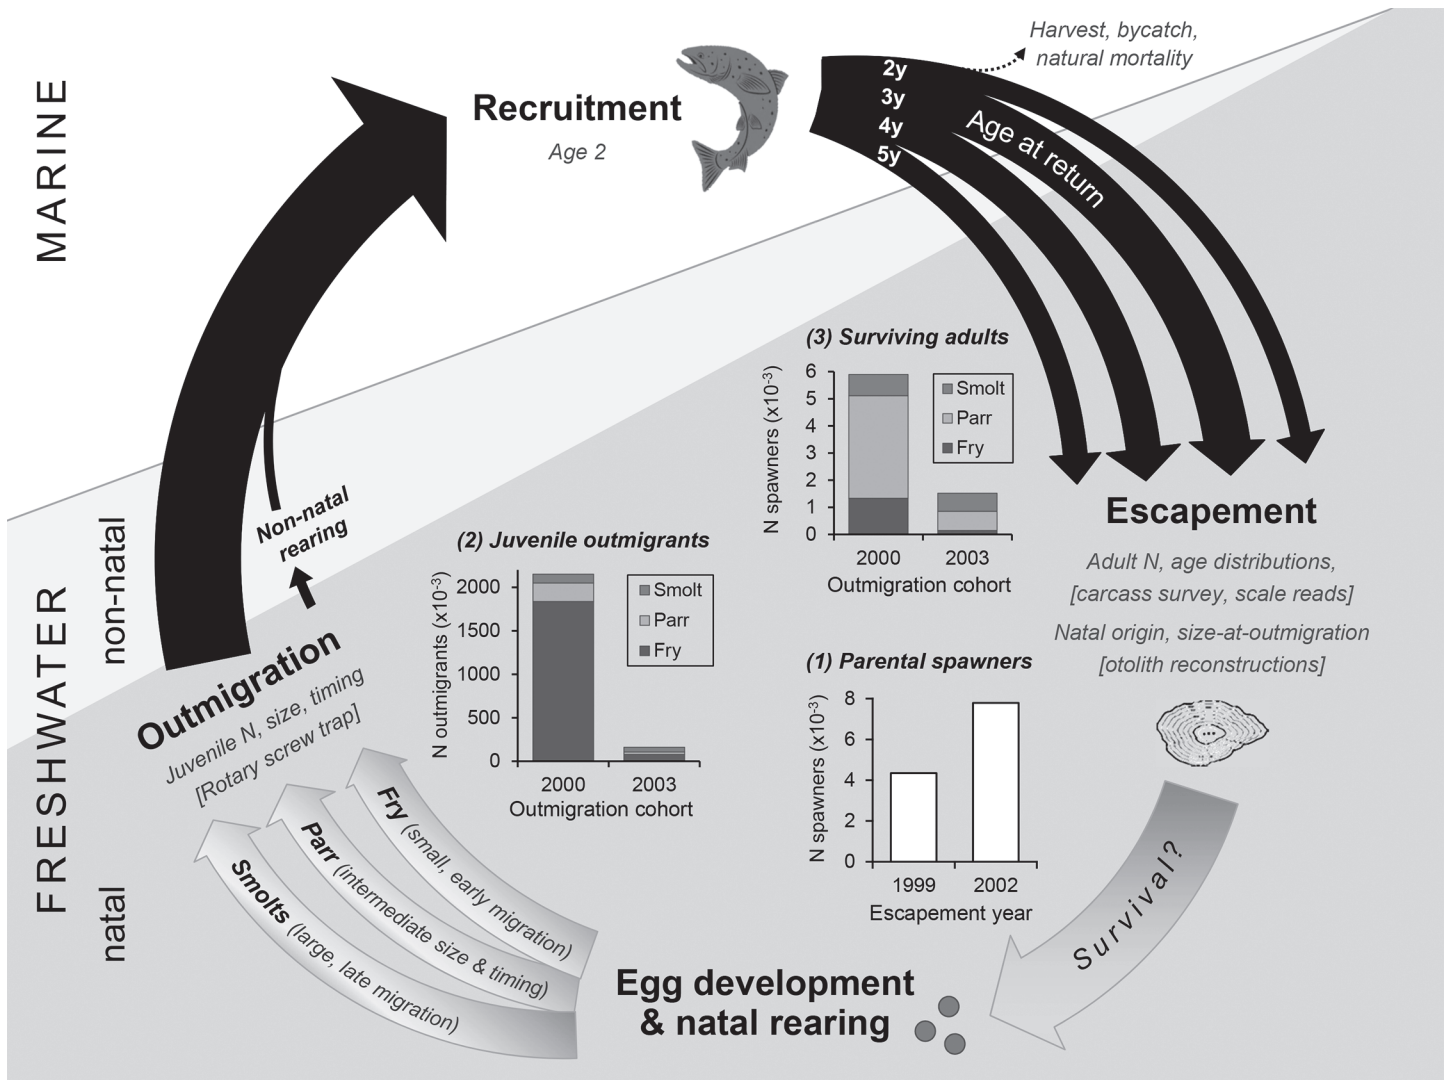 MARINE
FRESHWATER
non-natal
natal
Recruitment
Age 2
2y
3y
4y
5y
Age at return
Harvest, bycatch,
natural mortality
Non-natal
rearing
Outmigration
Juvenile N, size, timing
[Rotary screw trap]
(2) Juvenile outmigrants
N outmigrants (x10-3)
2000
1500
1000
500
0
Smolt
Parr
Fry
2000 2003
Outmigration cohort
(3) Surviving adults
N spawners (x10-3)
6
5
4
3
2
1
0
Smolt
Parr
Fry
2000 2003
Outmigration cohort
Escapement
Adult N, age distributions,
[carcass survey, scale reads]
Natal origin, size-at-outmigration
[otolith reconstructions]
(1) Parental spawners
N spawners (x10-3)
8
6
4
2
0
1999 2002
Escapement year
Survival?
Egg development
& natal rearing
Fry (small, early migration)
Parr (intermediate size & timing)
Smolts (large, late migration)